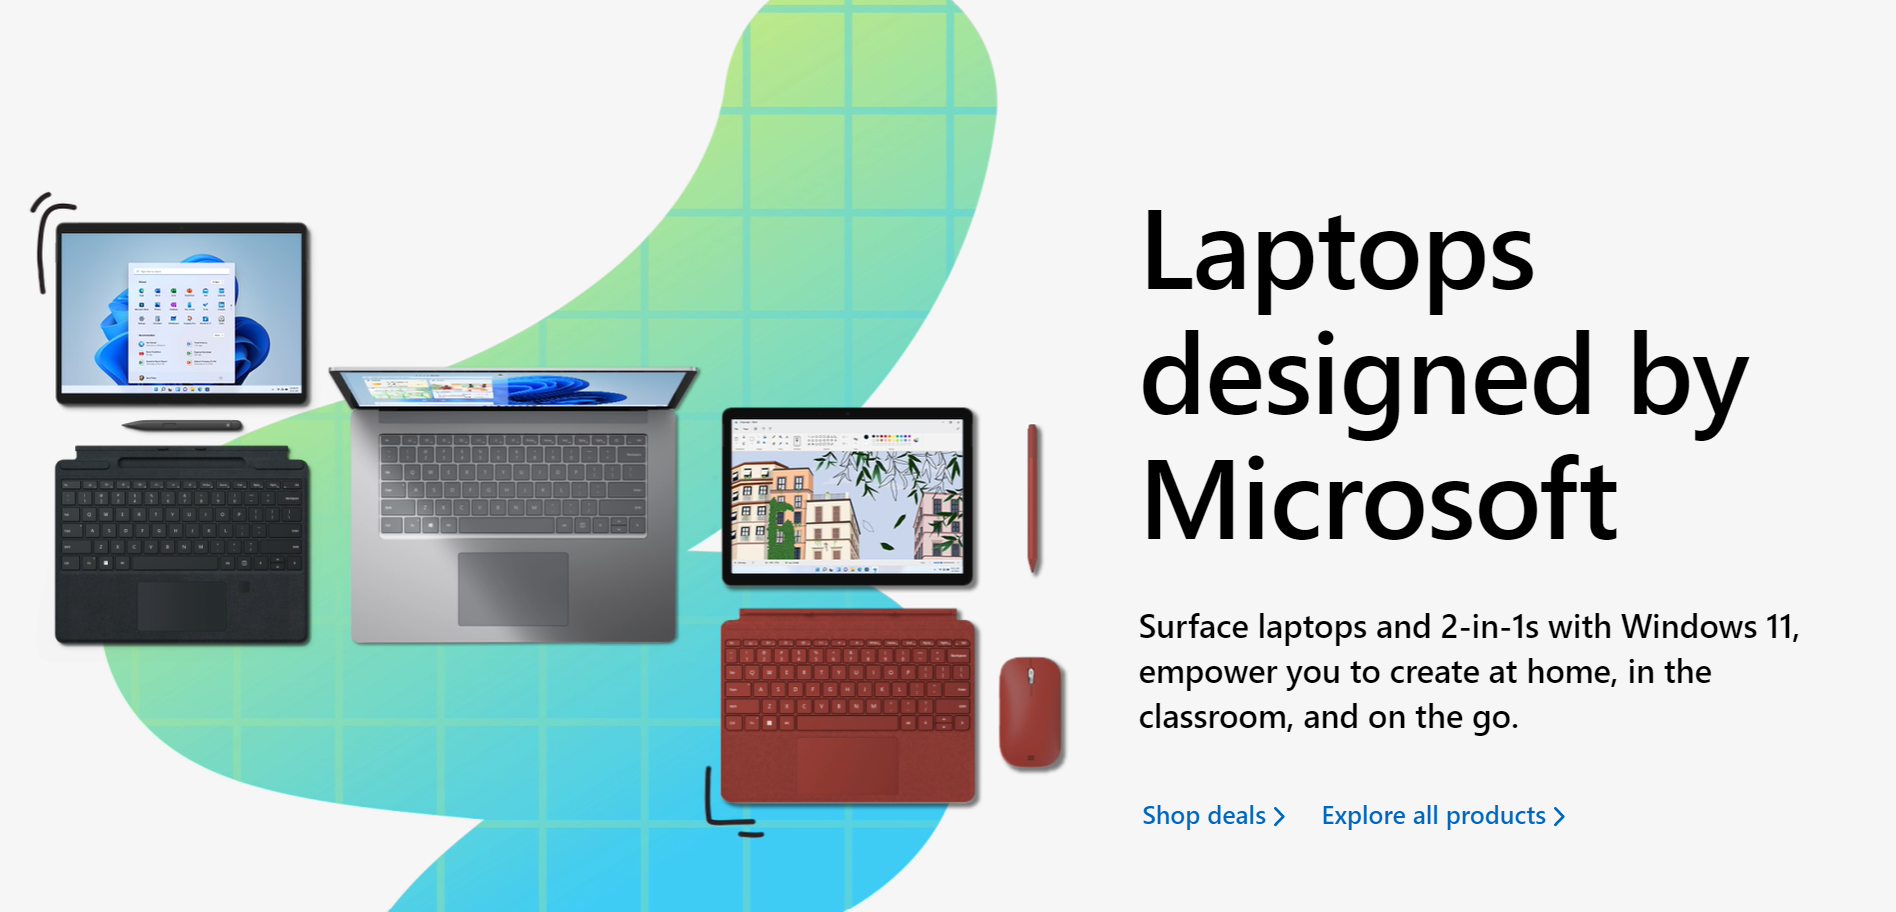 Laptops
designed by
Microsoft
Surface laptops and 2-in-1s with Windows 11,
empower you to create at home, in the
classroom, and on the go.
Shop deals
Explore all products